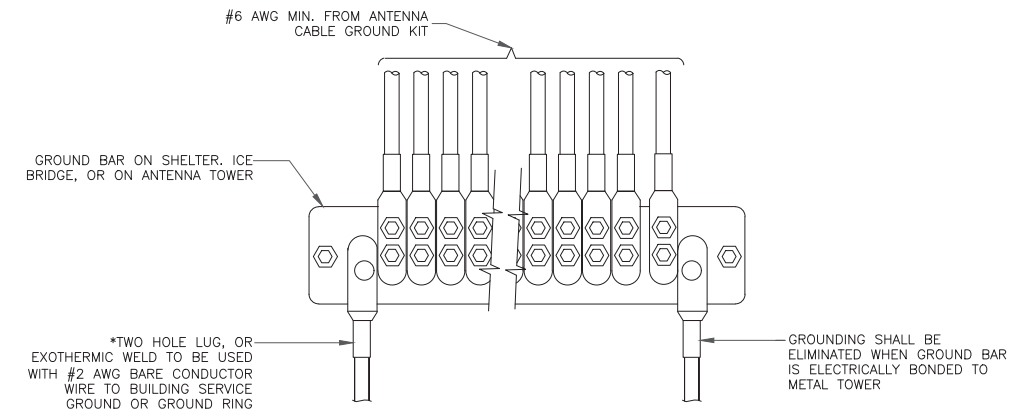 #6 AWG MIN. FROM ANTENNA
CABLE GROUND KIT
GROUND BAR ON SHELTER. ICE
BRIDGE, OR ON ANTENNA TOWER
*TWO HOLE LUG, OR
EXOTHERMIC WELD TO BE USED
WITH #2 AWG BARE CONDUCTOR
WIRE TO BUILDING SERVICE
GROUND OR GROUND RING
GROUNDING SHALL BE
ELIMINATED WHEN GROUND BAR
IS ELECTRICALLY BONDED TO
METAL TOWER